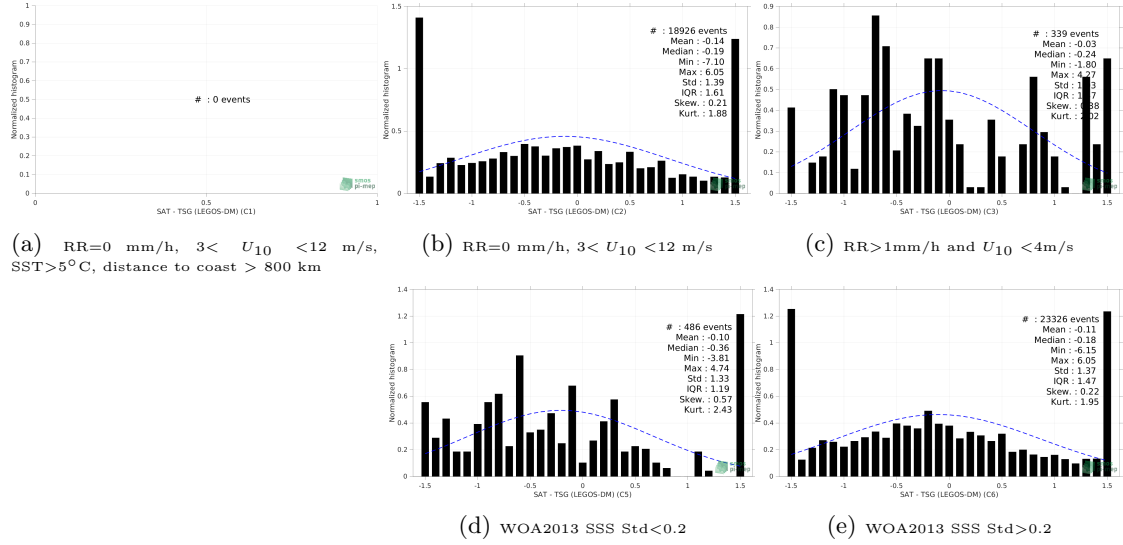 1
0.9
0.8
0.7
0.6
0.5
0.4
0.3
0.2
0.1
0
Normalized histogram
# : 0 events
pi-mep
0
0.5
1
SAT - TSG (LEGOS-DM) (C1)
(a) RR=0 mm/h, 3< U10 <12 m/s,
SST>5°C, distance to coast > 800 km
1.5
1
0.5
0
Normalized histogram
# : 18926 events
Mean : -0.14
Median : -0.19
Min : -7.10
Max : 6.05
Std : 1.39
IQR : 1.61
Skew. : 0.21
Kurt. : 1.88
pi-mep
-1.5
-1
-0.5
0
0.5
1
1.5
SAT - TSG (LEGOS-DM) (C2)
(b) RR=0 mm/h, 3< U10 <12 m/s
0.9
0.8
0.7
0.6
0.5
0.4
0.3
0.2
0.1
0
Normalized histogram
# : 339 events
Mean : -0.03
Median : -0.24
Min : -1.80
Max : 4.27
Std :
IQR :
Skew. :
Kurt. :
pi-mep
-1.5
-1
-0.5
0
0.5
1
1.5
SAT - TSG (LEGOS-DM) (C3)
(c) RR>1mm/h and U10 <4m/s
1.4
1.2
1
0.8
0.6
0.4
0.2
0
Normalized histogram
# : 486 events
Mean : -0.10
Median : -0.36
Min : -3.81
Max : 4.74
Std : 1.33
IQR : 1.19
Skew. : 0.57
Kurt. : 2.43
pi-mep
-1.5
-1
-0.5
0
0.5
1
1.5
SAT - TSG (LEGOS-DM) (C5)
(d) WOA2013 SSS Std<0.2
1.4
1.2
1
0.8
0.6
0.4
0.2
0
Normalized histogram
# : 23326 events
Mean : -0.11
Median : -0.18
Min : -6.15
Max : 6.05
Std : 1.37
IQR : 1.47
Skew. : 0.22
Kurt. : 1.95
pi-mep
-1.5
-1
-0.5
0
0.5
1
1.5
SAT - TSG (LEGOS-DM) (C6)
(e) WOA2013 SSS Std>0.2